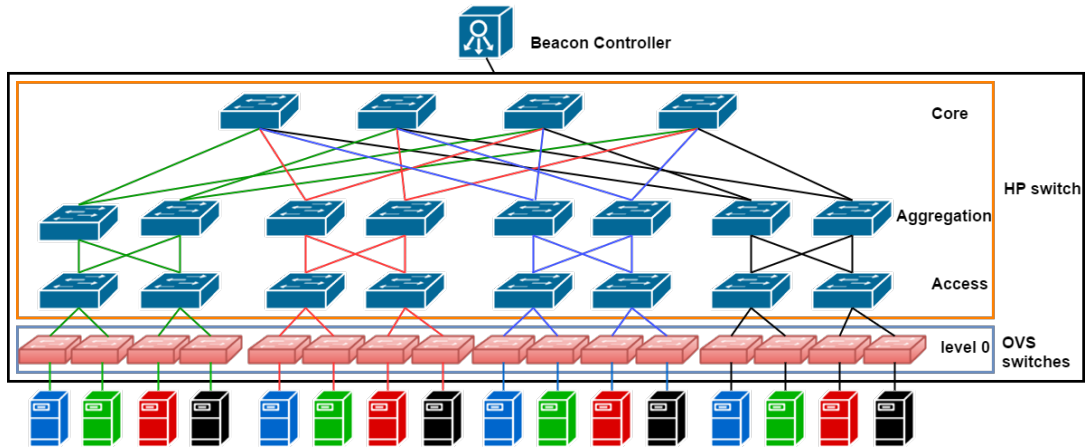 Beacon Controller
Core
HP switch
Aggregation
Access
level 0
OVS
switches